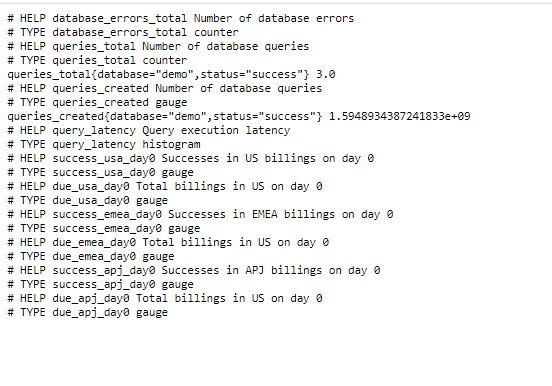 # HELP database_errors_total Number of database errors
# TYPE database_errors_total counter
# HELP queries_total Number of database queries
# TYPE queries_total counter
queries_total{database="demo",status="success"} 3.0
# HELP queries_created Number of database queries
# TYPE queries_created gauge
queries_created{database="demo",status="success"} 1.5948934387241833e+09
# HELP query_latency Query execution latency
# TYPE query_latency histogram
# HELP success_usa_day0 Successes in US billings on day 0
# TYPE success_usa_day0 gauge
# HELP due_usa_day0 Total billings in US on day 0
# TYPE due_usa_day0 gauge
# HELP success_emea_day0 Successes in EMEA billings on day 0
# TYPE success_emea_day0 gauge
# HELP due_emea_day0 Total billings in US on day 0
# TYPE due_emea_day0 gauge
# HELP success_apj_day0 Successes in APJ billings on day 0
# TYPE success_apj_day0 gauge
# HELP due_apj_day0 Total billings in US on day 0
# TYPE due_apj_day0 gauge